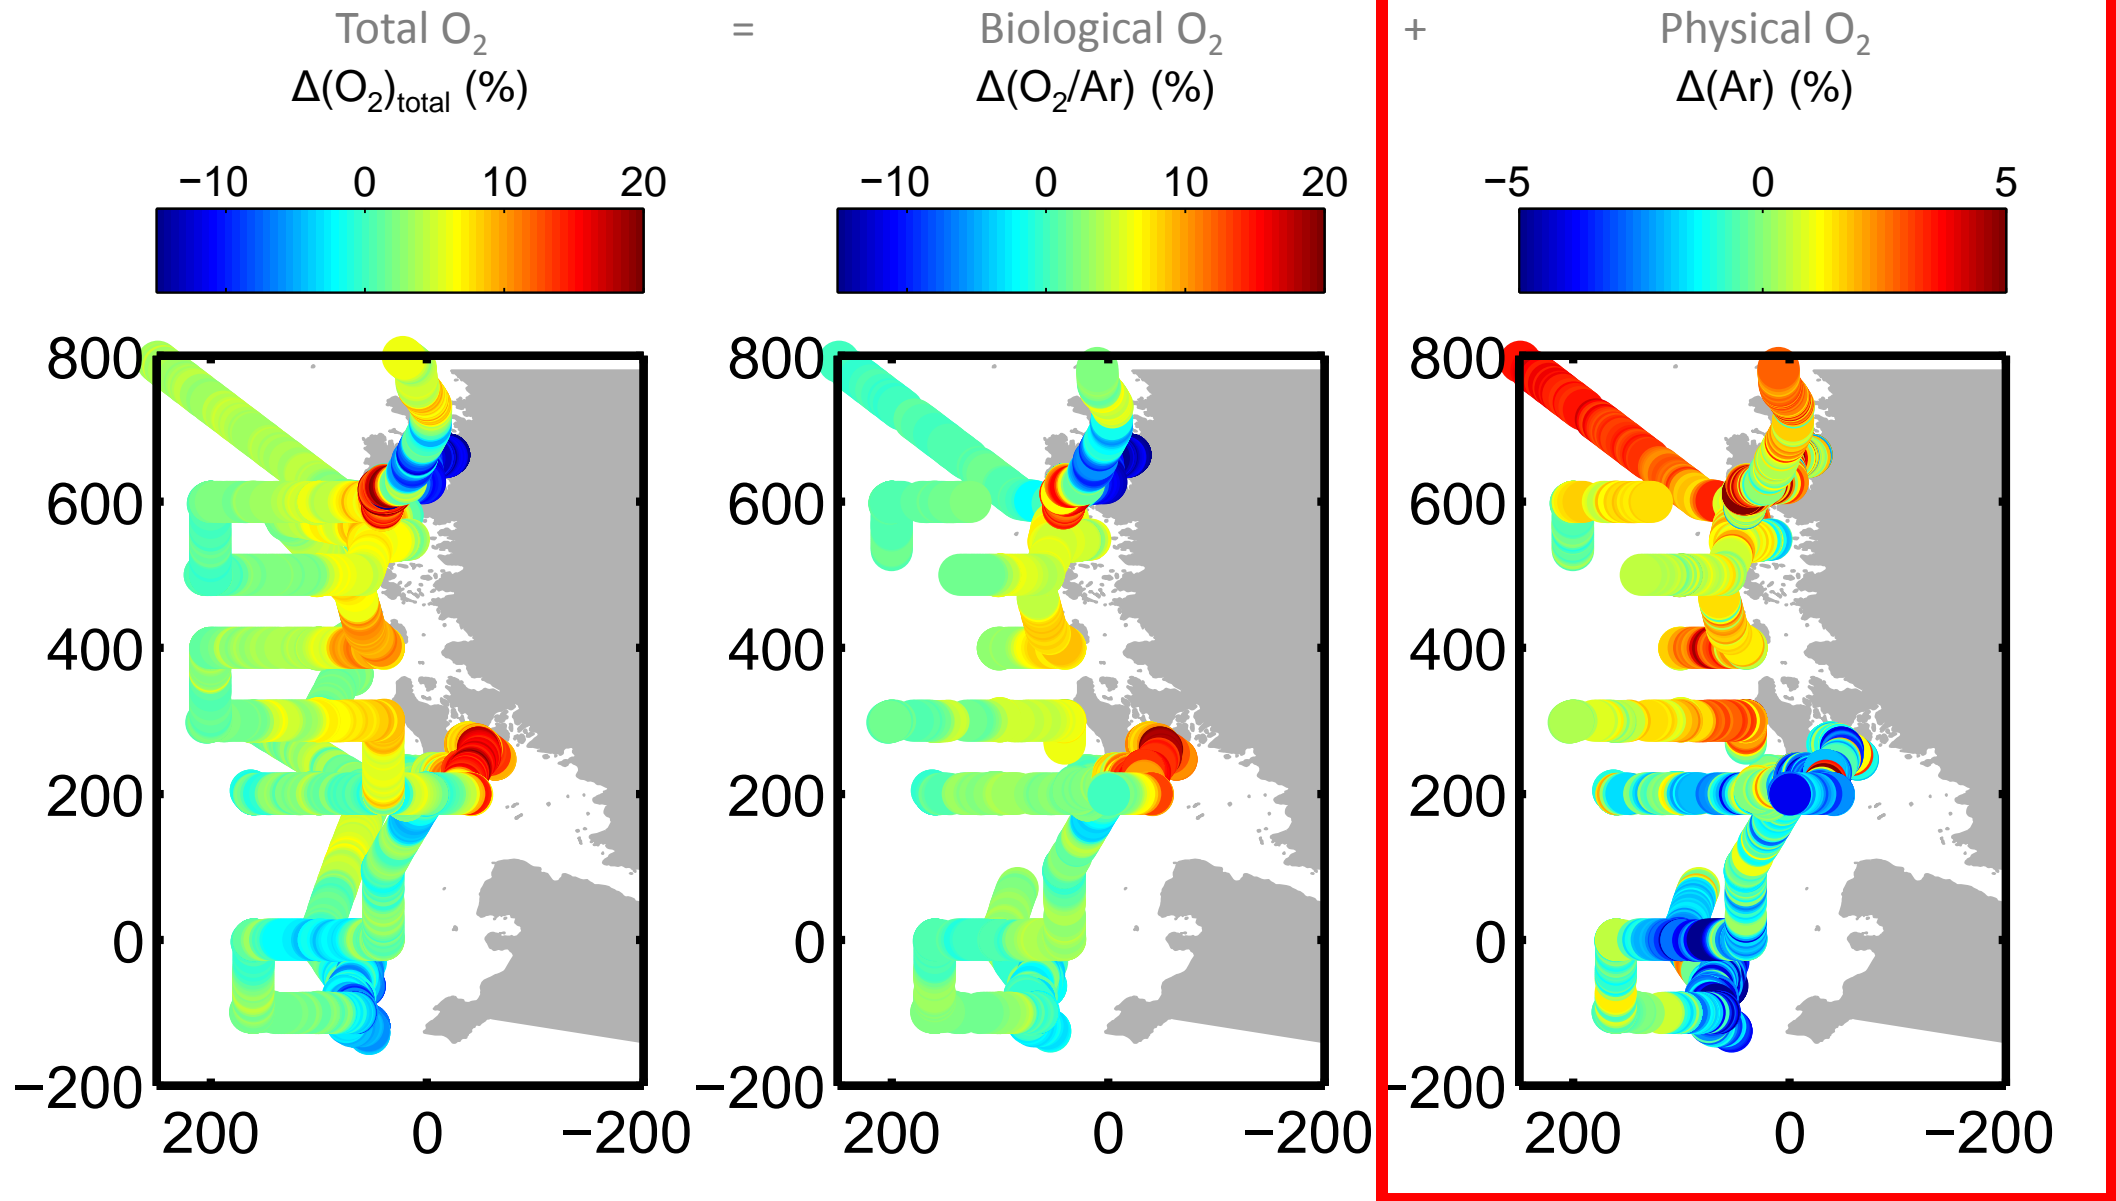 Total O₂ = Biological O₂ + Physical O₂
Δ(O₂)total (%) Δ(O₂/Ar) (%) Δ(Ar) (%)
−10 0 10 20 −10 0 10 20 −5 0 5
800 800 800
600 600 600
400 400 400
200 200 200
0 0 0
−200 −200 −200
200 0 −200 200 0 −200 200 0 −200